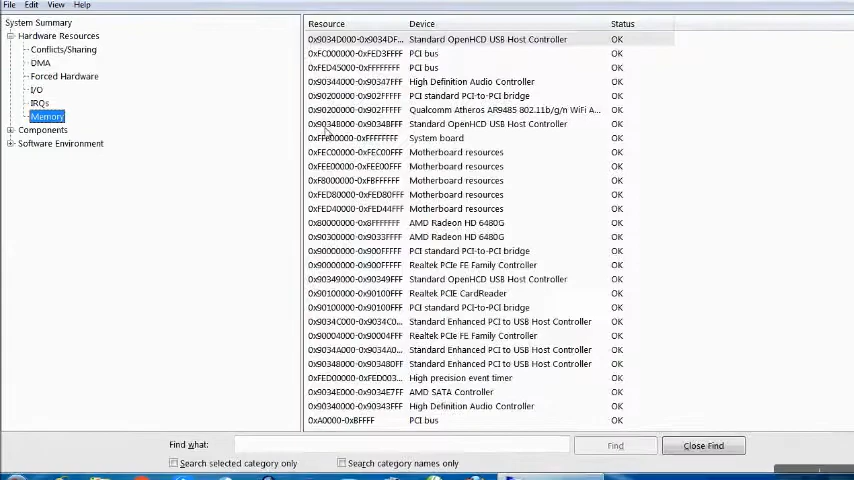 File Edit View Help
System Summary
Hardware Resources
Conflicts/Sharing
DMA
Forced Hardware
I/O
IRQs
Memory
Components
Software Environment
Resource Device Status
0x9034D000-0x9034DF... Standard OpenHCD USB Host Controller OK
0xFC000000-0xFED3FFFF PCI bus OK
0xFED45000-0xFFFFFFFF PCI bus OK
0x90344000-0x90347FFF High Definition Audio Controller OK
0x90200000-0x902FFFFF PCI standard PCI-to-PCI bridge OK
0x90200000-0x902FFFFF Qualcomm Atheros AR9485 802.11b/g/n WiFi A... OK
0x9034B000-0x9034BFFF Standard OpenHCD USB Host Controller OK
System board OK
0xFEC00000-0xFEC00FFF Motherboard resources OK
0xFEE00000-0xFEE00FFF Motherboard resources OK
0xF8000000-0xFBFFFFFF Motherboard resources OK
0xFED80000-0xFED80FFF Motherboard resources OK
0xFED40000-0xFED44FFF Motherboard resources OK
0x80000000-0x8FFFFFFF AMD Radeon HD 6480G OK
0x90300000-0x9033FFFF AMD Radeon HD 6480G OK
0x90000000-0x900FFFFF PCI standard PCI-to-PCI bridge OK
0x90000000-0x900FFFFF Realtek PCIe FE Family Controller OK
0x90349000-0x90349FFF Standard OpenHCD USB Host Controller OK
0x90100000-0x90100FFF Realtek PCIE CardReader OK
0x90100000-0x90100FFF PCI standard PCI-to-PCI bridge OK
0x9034C000-0x9034C0... Standard Enhanced PCI to USB Host Controller OK
0x90004000-0x90004FFF Realtek PCIe FE Family Controller OK
0x9034A000-0x9034A0... Standard Enhanced PCI to USB Host Controller OK
0x90348000-0x903480FF Standard Enhanced PCI to USB Host Controller OK
0xFED00000-0xFED003... High precision event timer OK
0x9034E000-0x9034E7FF AMD SATA Controller OK
0x90340000-0x90343FFF High Definition Audio Controller OK
0xA0000-0xBFFFF PCI bus OK
Find what: Find Close Find
Search selected category only Search category names only